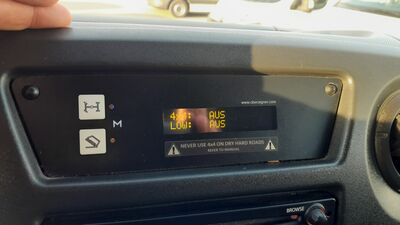 www.oberaigner.com
4x4: AUS
LOW: AUS
M
NEVER USE 4x4 ON DRY HARD ROADS
REFER TO MANUAL
BROWSE